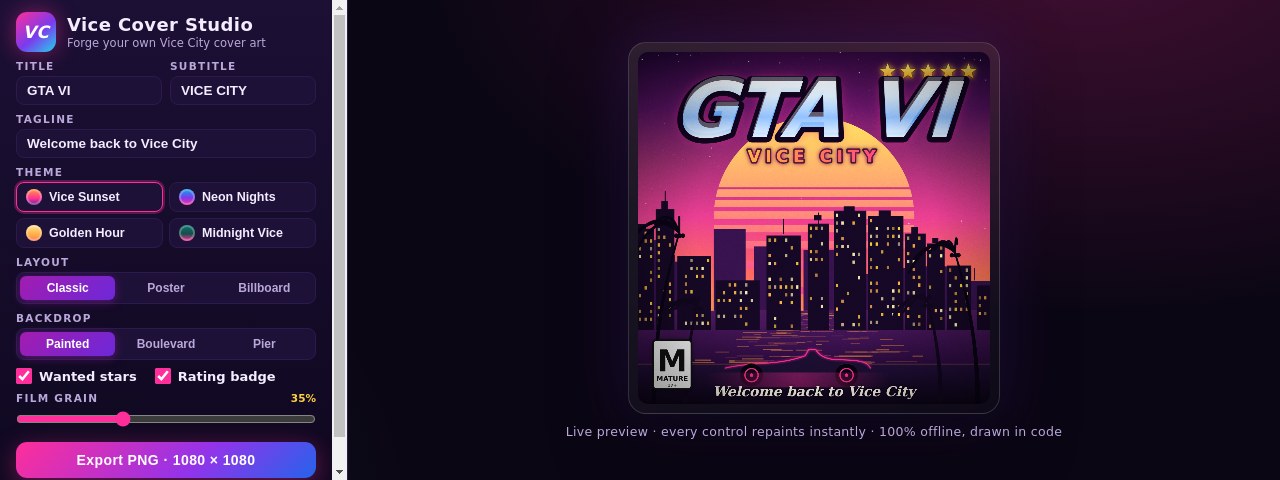 VC
Vice Cover Studio
Forge your own Vice City cover art
TITLE
SUBTITLE
GTA VI
VICE CITY
TAGLINE
Welcome back to Vice City
THEME
Vice Sunset
Neon Nights
Golden Hour
Midnight Vice
LAYOUT
Classic
Poster
Billboard
BACKDROP
Painted
Boulevard
Pier
Wanted stars
Rating badge
FILM GRAIN
35%
Export PNG · 1080 × 1080
GTA VI
VICE CITY
M
MATURE
Welcome back to Vice City
Live preview · every control repaints instantly · 100% offline, drawn in code